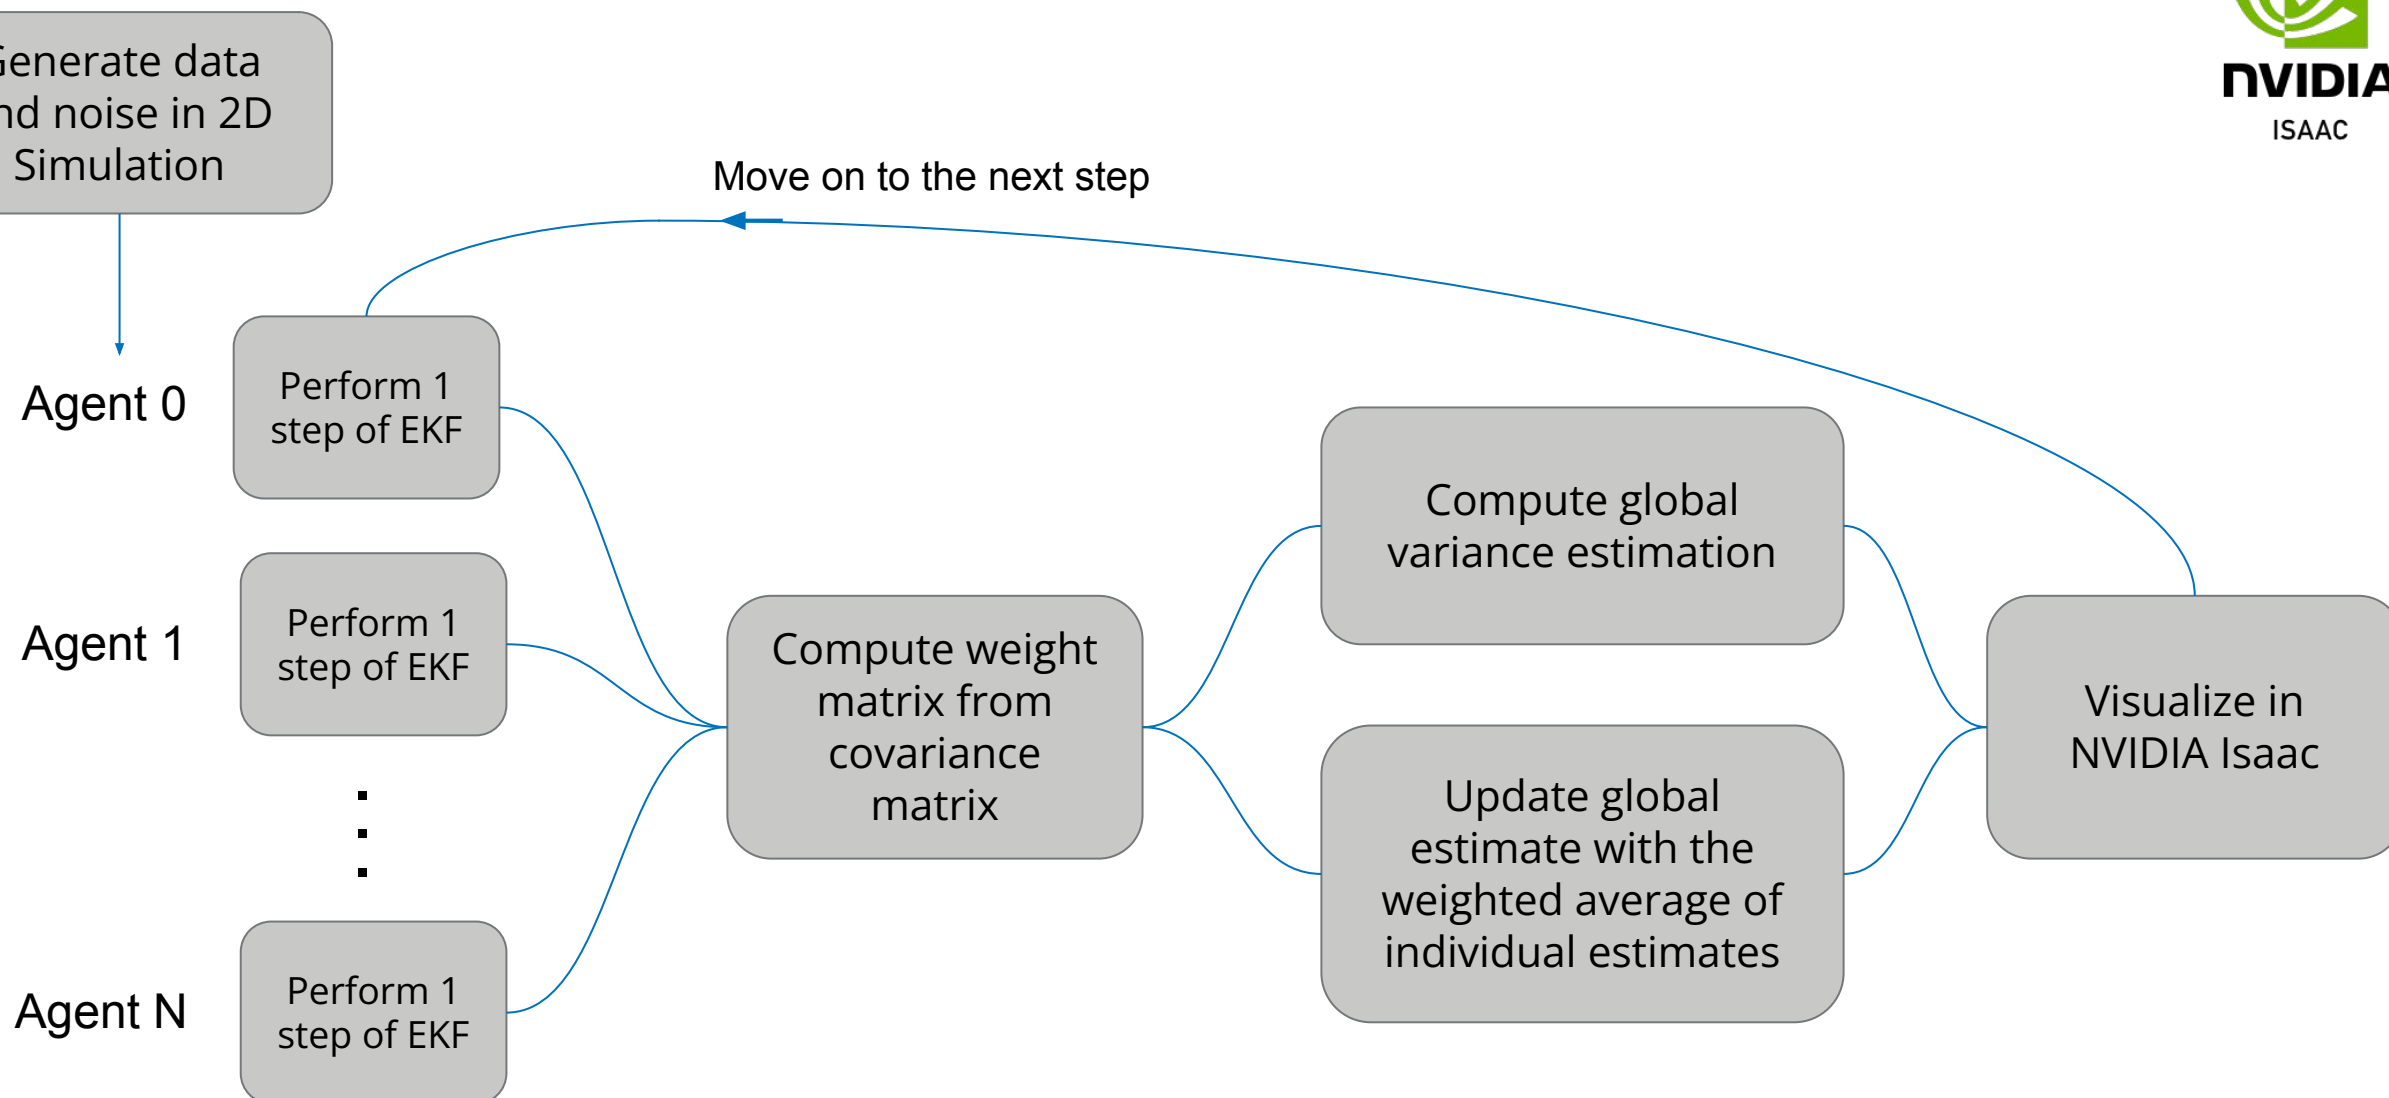 Generate data
and noise in 2D
Simulation
NVIDIA
ISAAC
Move on to the next step
Agent 0
Perform 1
step of EKF
Agent 1
Perform 1
step of EKF
Agent N
Perform 1
step of EKF
Compute weight
matrix from
covariance
matrix
Compute global
variance estimation
Update global
estimate with the
weighted average of
individual estimates
Visualize in
NVIDIA Isaac